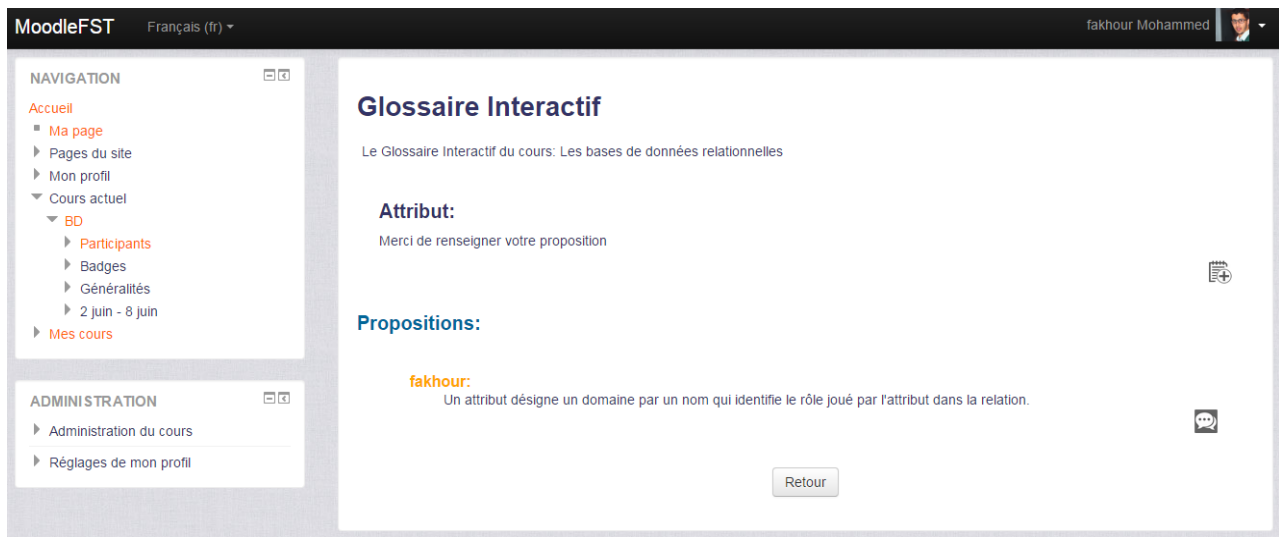 MoodleFST Français (fr)
fakhour Mohammed
NAVIGATION
Accueil
Ma page
Pages du site
Mon profil
Cours actuel
BD
Participants
Badges
Généralités
2 juin - 8 juin
Mes cours
ADMINISTRATION
Administration du cours
Réglages de mon profil
Glossaire Interactif
Le Glossaire Interactif du cours: Les bases de données relationnelles
Attribut:
Merci de renseigner votre proposition
Propositions:
fakhour:
Un attribut désigne un domaine par un nom qui identifie le rôle joué par l'attribut dans la relation.
Retour